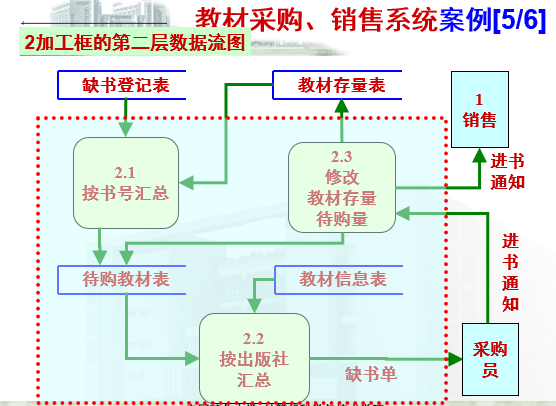 教材采购、销售系统案例[5/6]
2加工框的第二层数据流图
缺书登记表
教材存量表
1
销售
2.1
按书号汇总
2.3
修改
教材存量
待购量
进书
通知
待购教材表
教材信息表
进
书
通
知
2.2
按出版社
汇总
缺书单
采购
员